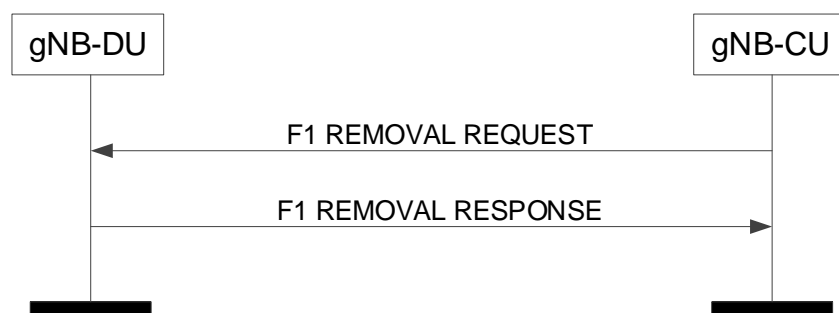 gNB-DU
gNB-CU
F1 REMOVAL REQUEST
F1 REMOVAL RESPONSE